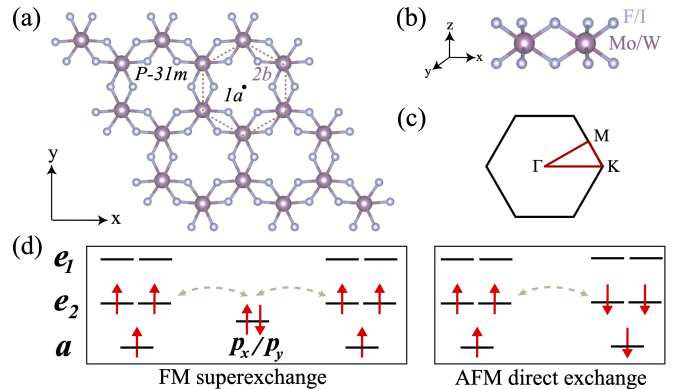 (a)
P-31m
2b
1a
y
x
(b)
z
y
x
F/I
Mo/W
(c)
M
Γ
K
(d)
e1
e2
a
px/py
FM superexchange
AFM direct exchange